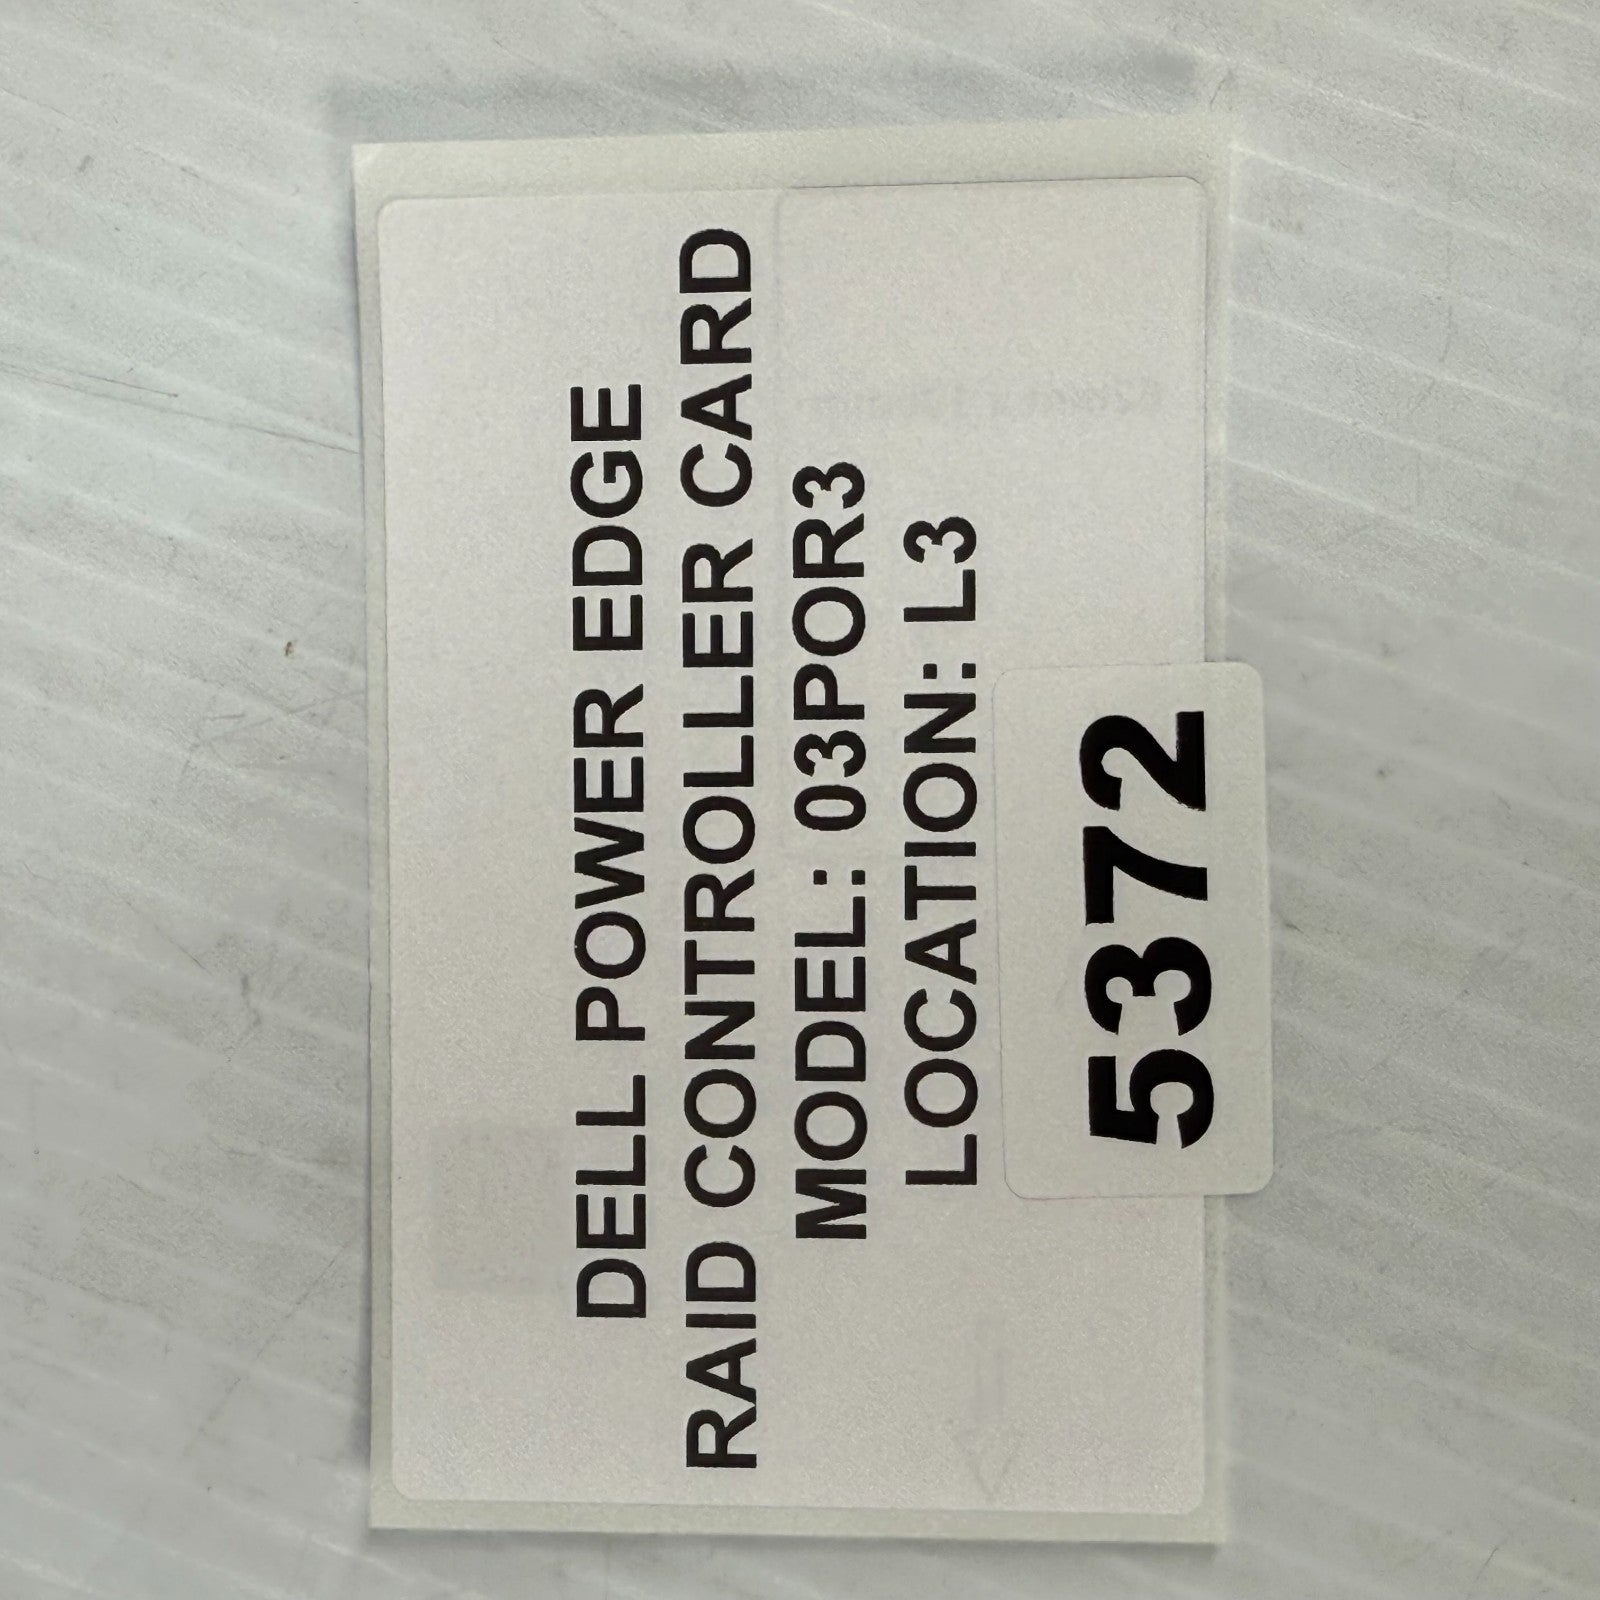 DELL POWER EDGE
RAID CONTROLLER CARD
MODEL: 03POR3
LOCATION: L3
5372